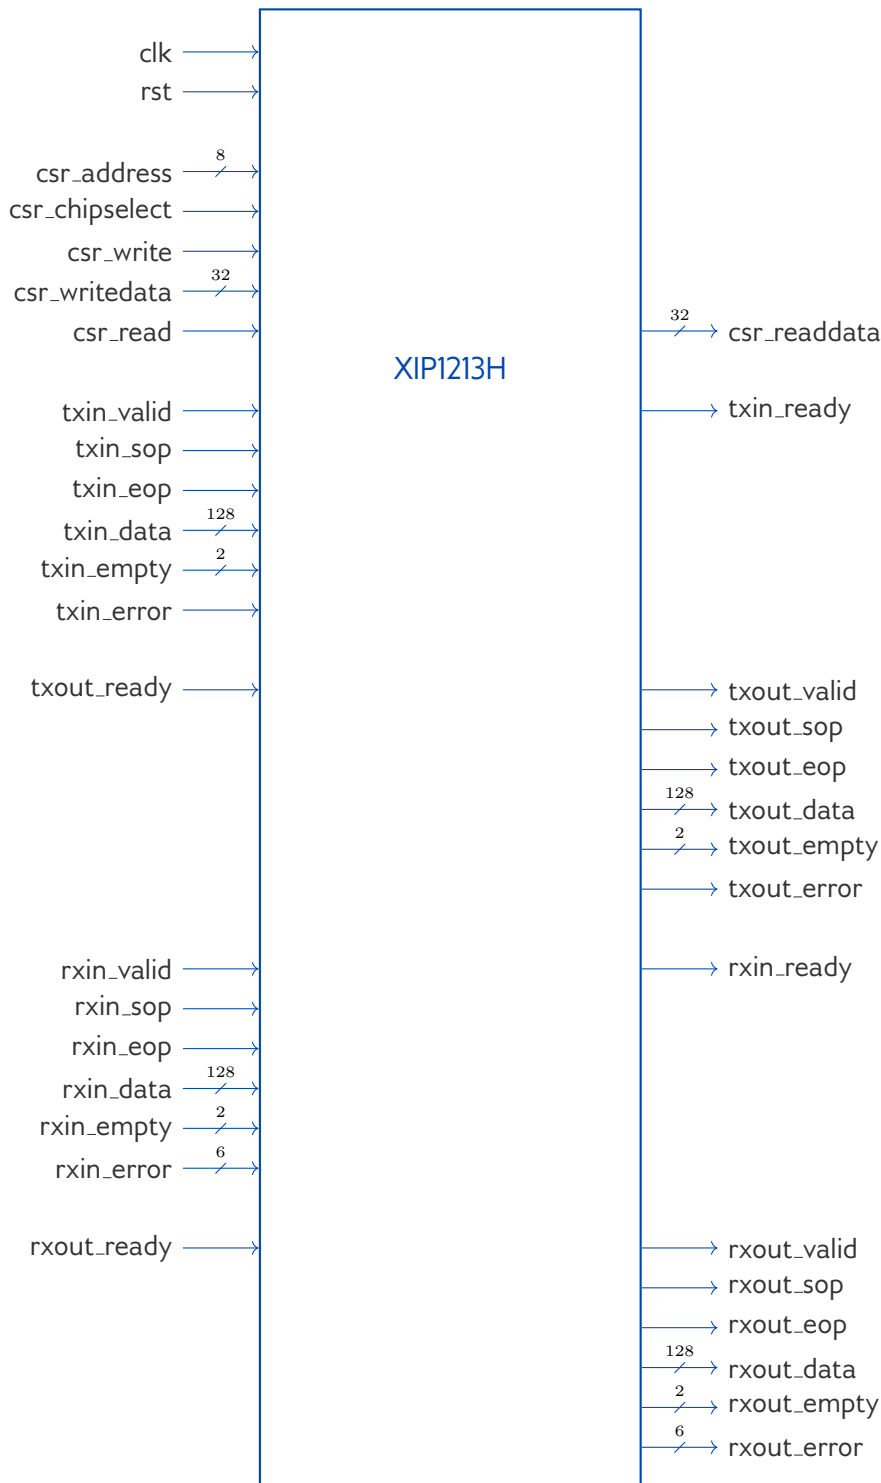 clk
rst
8
csr_address
csr_chipselect
csr_write
32
csr_writedata
csr_read
32
csr_readdata
XIP1213H
txin_valid
txin_ready
txin_sop
txin_eop
128
txin_data
2
txin_empty
txin_error
txout_ready
txout_valid
txout_sop
txout_eop
128
txout_data
2
txout_empty
txout_error
rxin_valid
rxin_ready
rxin_sop
rxin_eop
128
rxin_data
2
rxin_empty
6
rxin_error
rxout_ready
rxout_valid
rxout_sop
rxout_eop
128
rxout_data
2
rxout_empty
6
rxout_error